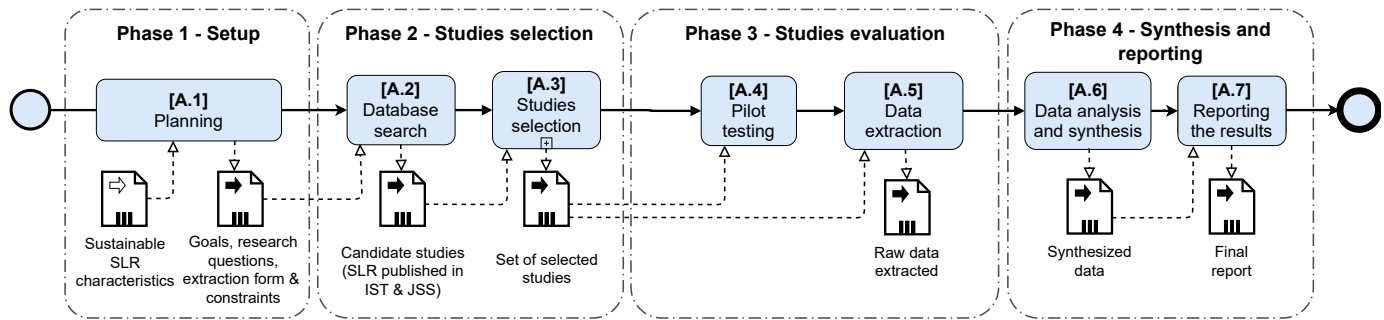 Phase 1 - Setup
[A.1]
Planning
Sustainable
SLR
characteristics
Goals, research
questions,
extraction form &
constraints
Phase 2 - Studies selection
[A.2]
Database
search
[A.3]
Studies
selection
Candidate studies
(SLR published in
IST & JSS)
Set of selected
studies
Phase 3 - Studies evaluation
[A.4]
Pilot
testing
[A.5]
Data
extraction
Raw data
extracted
Phase 4 - Synthesis and
reporting
[A.6]
Data analysis
and synthesis
[A.7]
Reporting
the results
Synthesized
data
Final
report